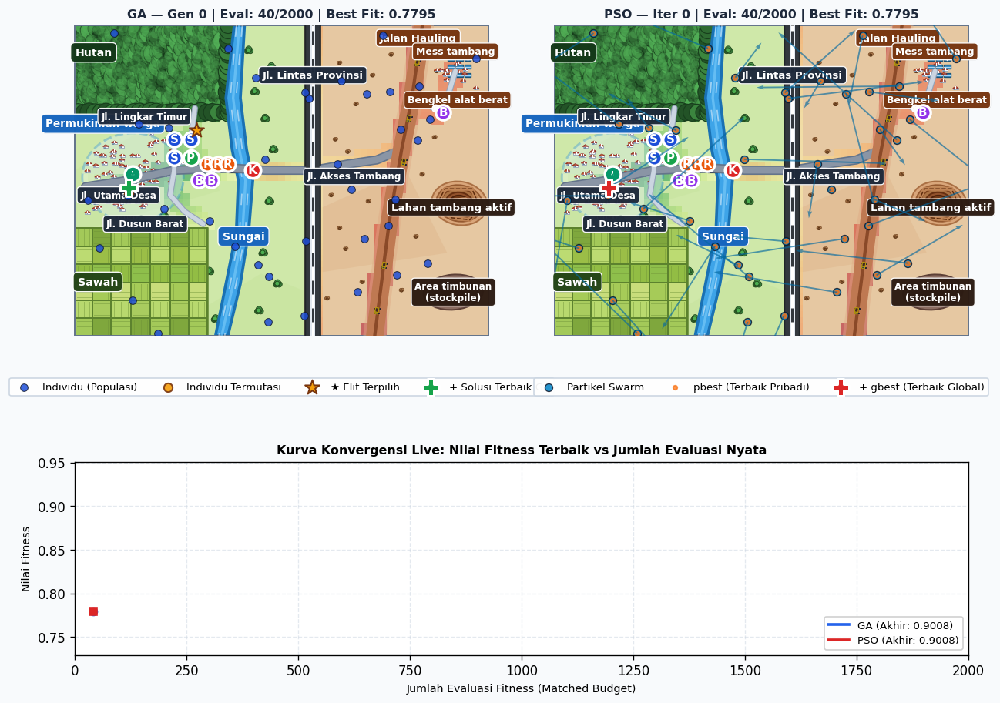 GA — Gen 0 | Eval: 40/2000 | Best Fit: 0.7795
Jalan Hauling
Hutan
Mess tambang
Jl. Lintas Provinsi
Bengkel alat berat
B
Jl. Lingkar Timur
Permukiman
S S
S P
R R R
K
B B
Jl. Akses Tambang
Jl. Utama Desa
Lahan tambang aktif
Jl. Dusun Barat
Sungai
Sawah
Area timbunan
(stockpile)
PSO — Iter 0 | Eval: 40/2000 | Best Fit: 0.7795
Jalan Hauling
Hutan
Mess tambang
Jl. Lintas Provinsi
Bengkel alat berat
B
Jl. Lingkar Timur
Permukiman
S S
S P
R R R
K
B B
Jl. Akses Tambang
Jl. Utama Desa
Lahan tambang aktif
Jl. Dusun Barat
Sungai
Sawah
Area timbunan
(stockpile)
Individu (Populasi) Individu Termutasi ★ Elit Terpilih + Solusi Terbaik
Partikel Swarm pbest (Terbaik Pribadi) + gbest (Terbaik Global)
Kurva Konvergensi Live: Nilai Fitness Terbaik vs Jumlah Evaluasi Nyata
Nilai Fitness
0.95
0.90
0.85
0.80
0.75
GA (Akhir: 0.9008)
PSO (Akhir: 0.9008)
0 250 500 750 1000 1250 1500 1750 2000
Jumlah Evaluasi Fitness (Matched Budget)